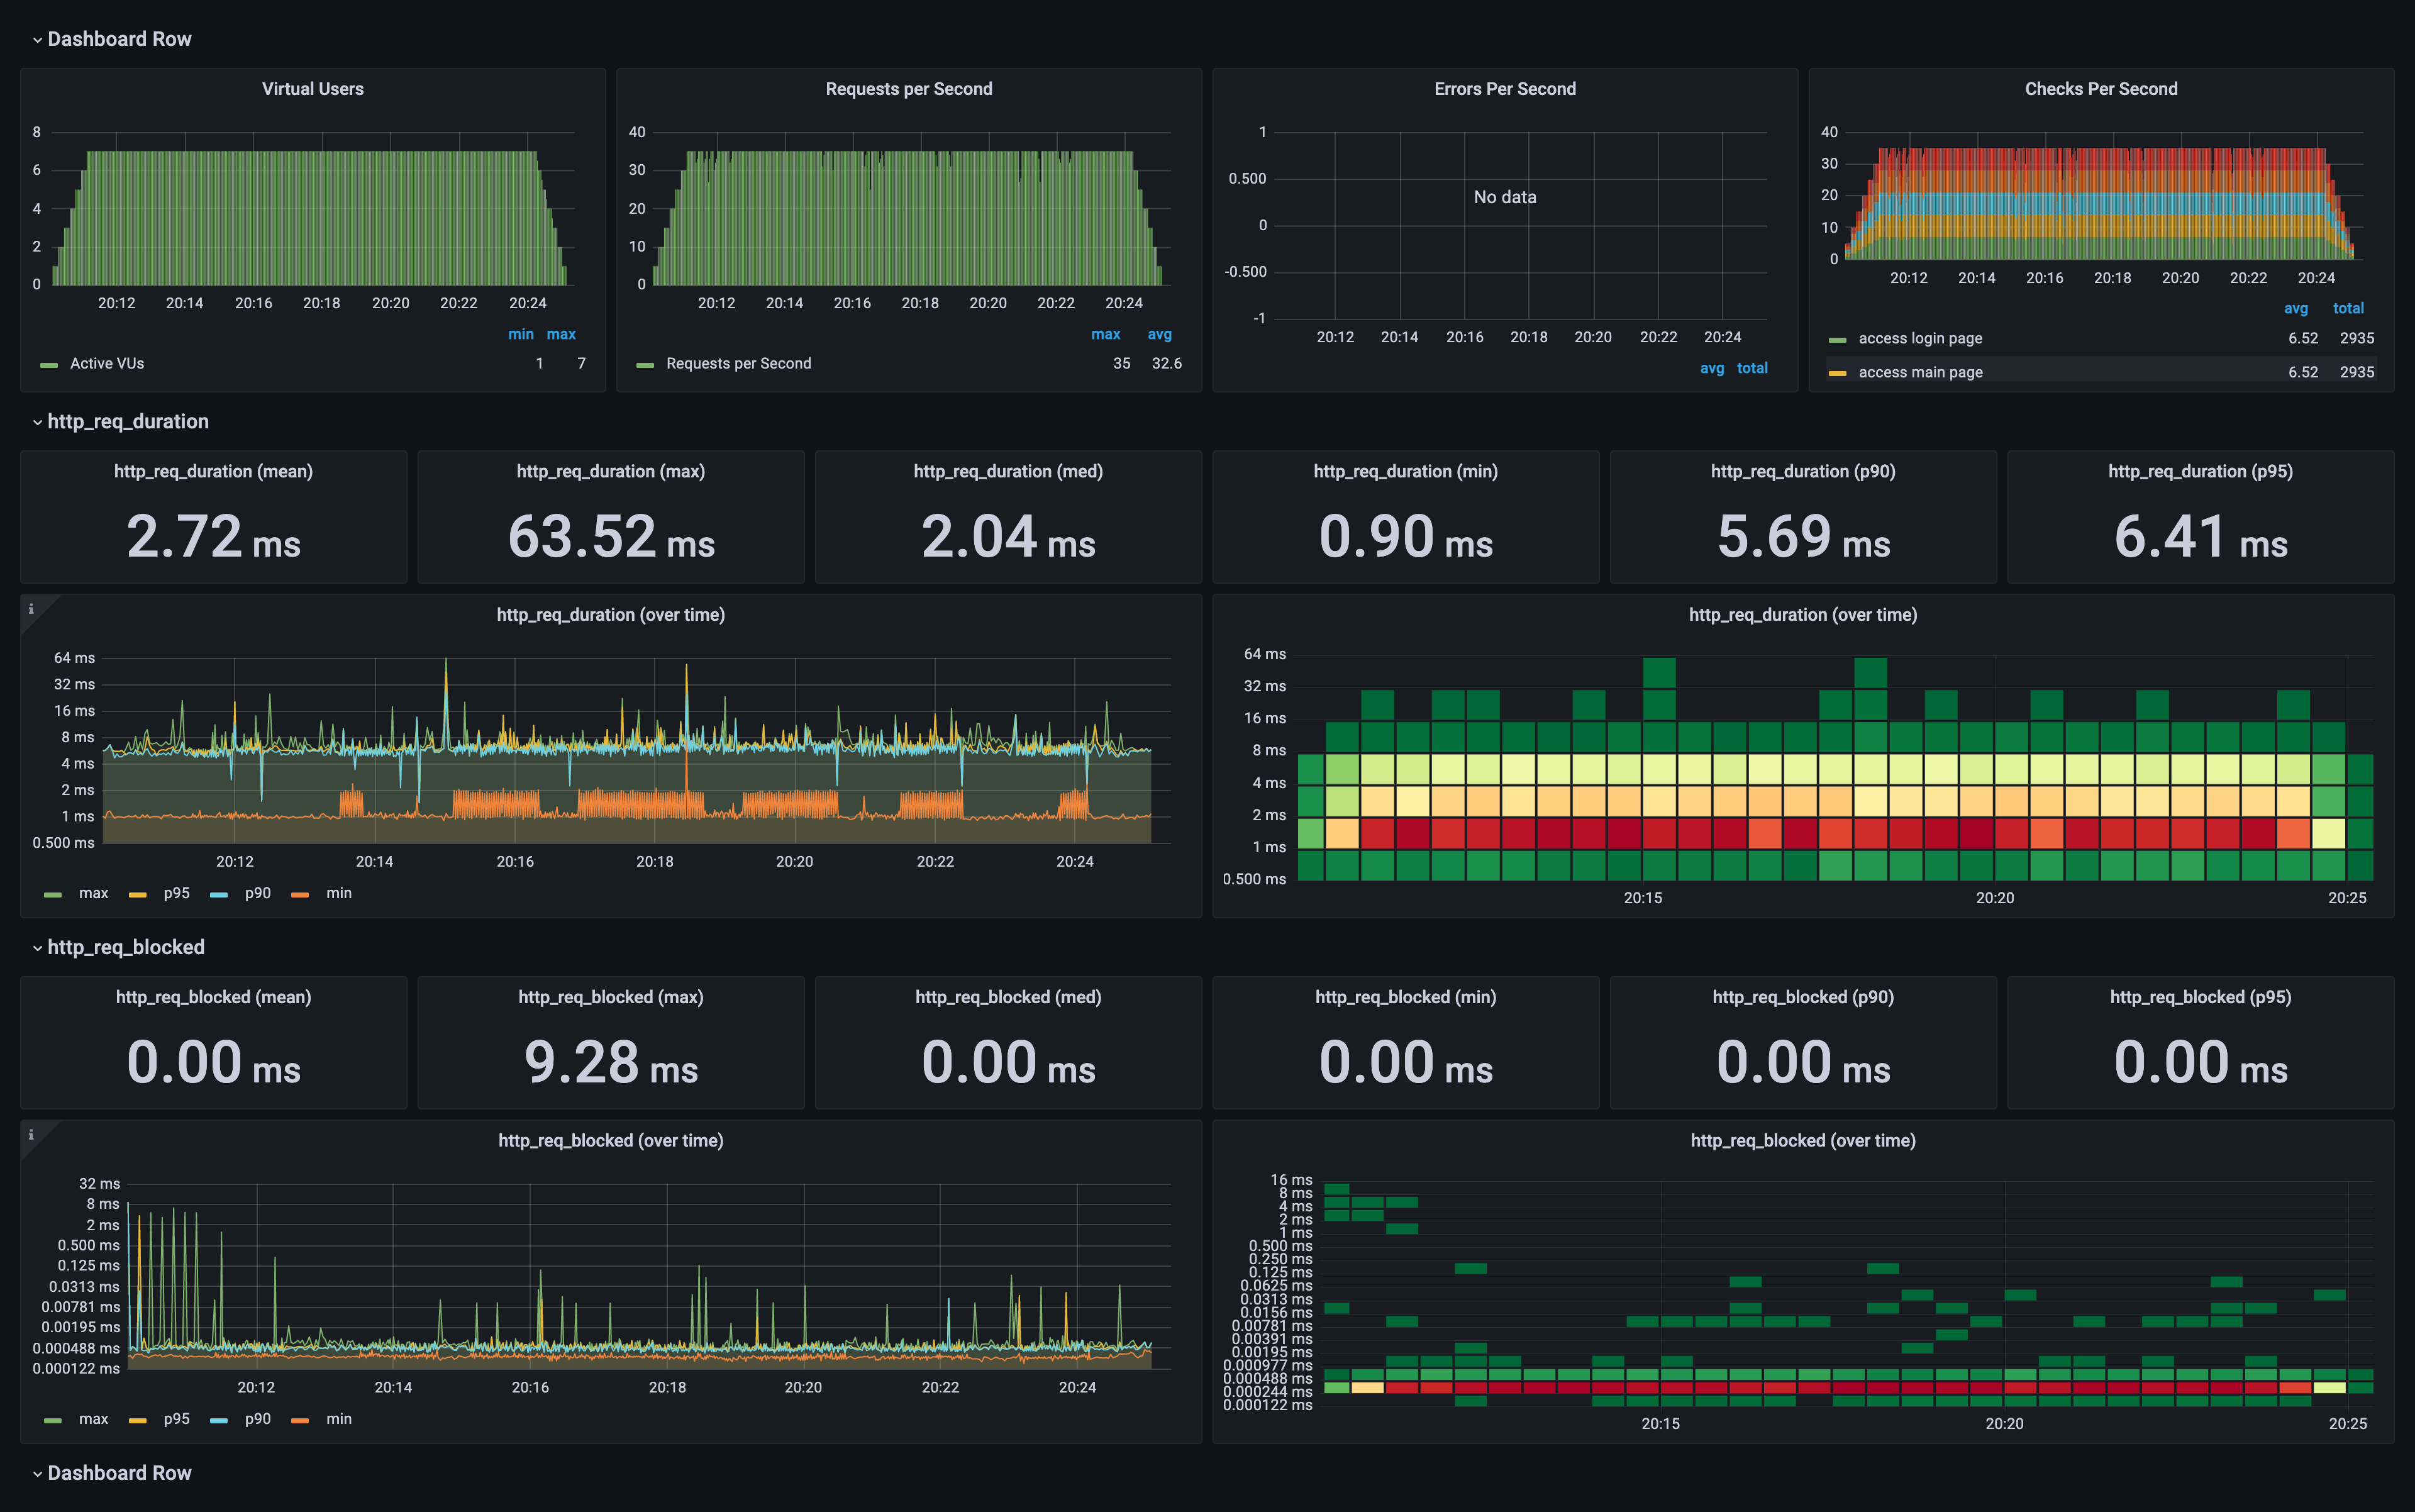 Dashboard Row
Virtual Users
8
6
4
2
0
20:12 20:14 20:16 20:18 20:20 20:22 20:24
min max
Active VUs 1 7
Requests per Second
40
30
20
10
0
20:12 20:14 20:16 20:18 20:20 20:22 20:24
max avg
Requests per Second 35 32.6
Errors Per Second
1
0.500
0
-0.500
-1
No data
20:12 20:14 20:16 20:18 20:20 20:22 20:24
avg total
Checks Per Second
40
30
20
10
0
20:12 20:14 20:16 20:18 20:20 20:22 20:24
avg total
access login page 6.52 2935
access main page 6.52 2935
http_req_duration
http_req_duration (mean)
2.72 ms
http_req_duration (max)
63.52 ms
http_req_duration (med)
2.04 ms
http_req_duration (min)
0.90 ms
http_req_duration (p90)
5.69 ms
http_req_duration (p95)
6.41 ms
i
http_req_duration (over time)
64 ms
32 ms
16 ms
8 ms
4 ms
2 ms
1 ms
0.500 ms
20:12 20:14 20:16 20:18 20:20 20:22 20:24
max p95 p90 min
http_req_duration (over time)
64 ms
32 ms
16 ms
8 ms
4 ms
2 ms
1 ms
0.500 ms
20:15 20:20 20:25
http_req_blocked
http_req_blocked (mean)
0.00 ms
http_req_blocked (max)
9.28 ms
http_req_blocked (med)
0.00 ms
http_req_blocked (min)
0.00 ms
http_req_blocked (p90)
0.00 ms
http_req_blocked (p95)
0.00 ms
i
http_req_blocked (over time)
32 ms
8 ms
2 ms
0.500 ms
0.125 ms
0.0313 ms
0.00781 ms
0.00195 ms
0.000488 ms
0.000122 ms
20:12 20:14 20:16 20:18 20:20 20:22 20:24
max p95 p90 min
http_req_blocked (over time)
16 ms
8 ms
4 ms
2 ms
1 ms
0.500 ms
0.250 ms
0.125 ms
0.0625 ms
0.0313 ms
0.0156 ms
0.00781 ms
0.00391 ms
0.00195 ms
0.000977 ms
0.000488 ms
0.000244 ms
0.000122 ms
20:15 20:20 20:25
Dashboard Row